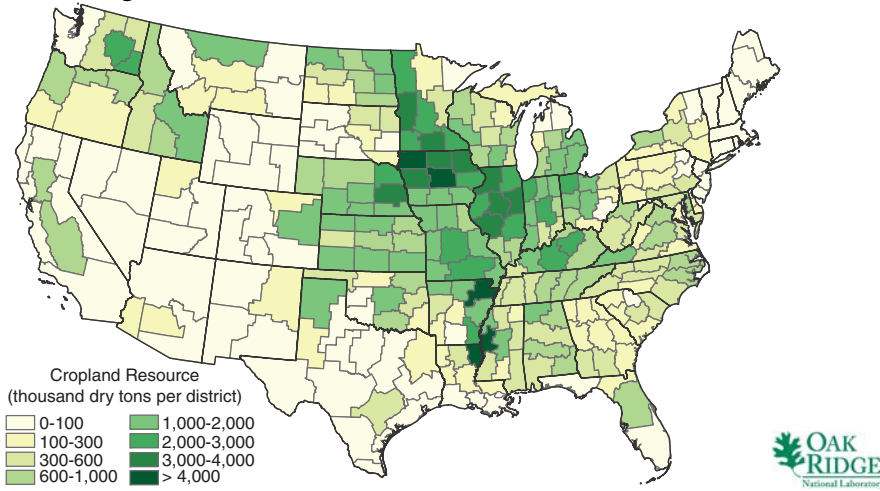 Cropland Resource
(thousand dry tons per district)
0-100
100-300
300-600
600-1,000
1,000-2,000
2,000-3,000
3,000-4,000
> 4,000
OAK
RIDGE
National Laboratory